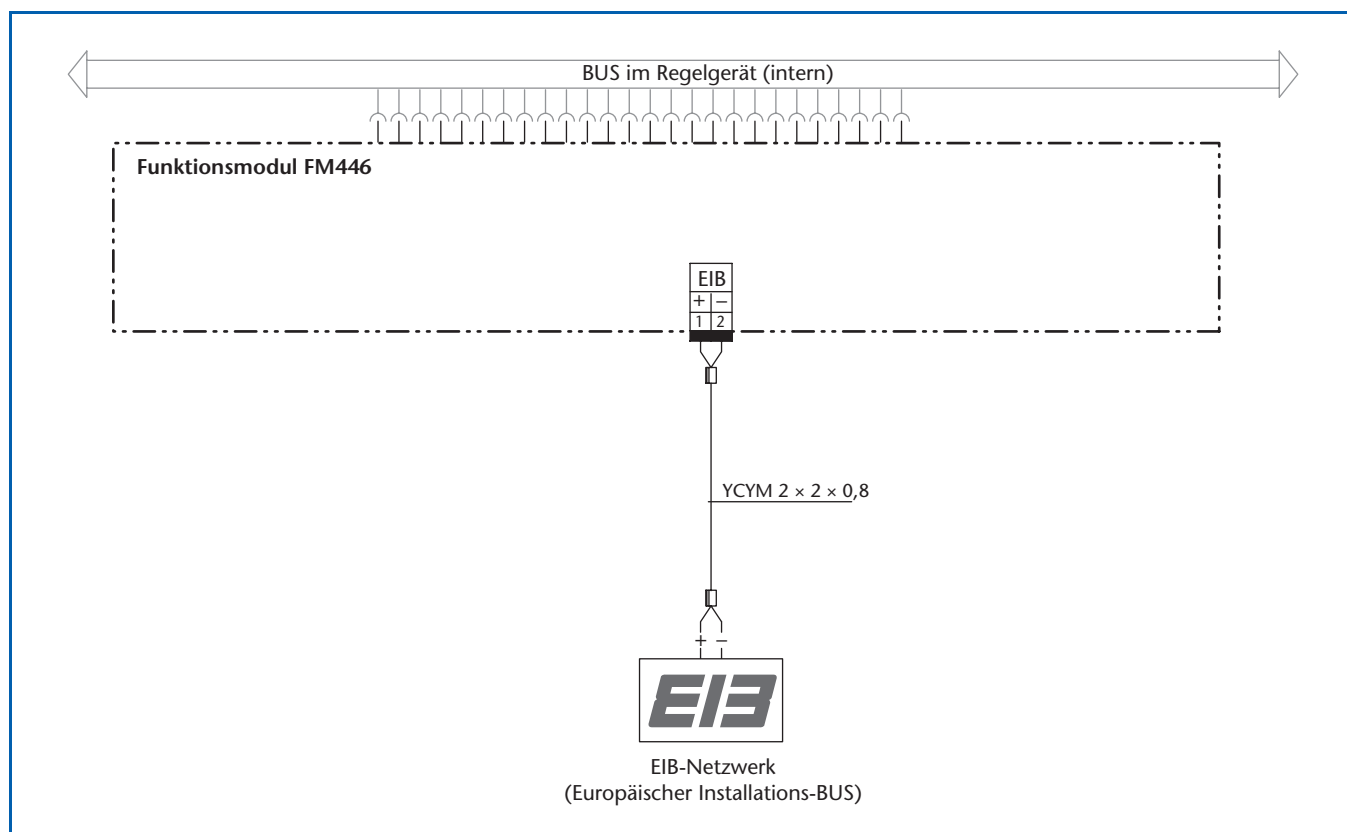 BUS im Regelgerät (intern)
Funktionsmodul FM446
EIB
+ −
1 2
YCYM 2 × 2 × 0,8
+ −
EIB
EIB-Netzwerk
(Europäischer Installations-BUS)